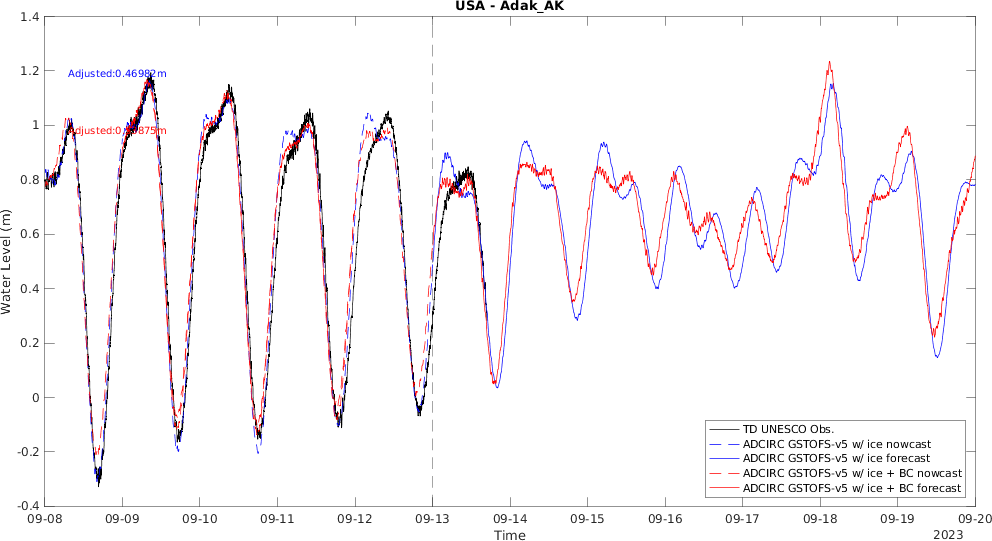 USA - Adak_AK
1.4
1.2
1
0.8
0.6
0.4
0.2
0
-0.2
-0.4
Water Level (m)
Adjusted:0.46982m
09-08
09-09
09-10
09-11
09-12
09-13
09-14
09-15
09-16
09-17
09-18
09-19
09-20
Time
2023
TD UNESCO Obs.
ADCIRC GSTOFS-v5 w/ ice nowcast
ADCIRC GSTOFS-v5 w/ ice forecast
ADCIRC GSTOFS-v5 w/ ice + BC nowcast
ADCIRC GSTOFS-v5 w/ ice + BC forecast